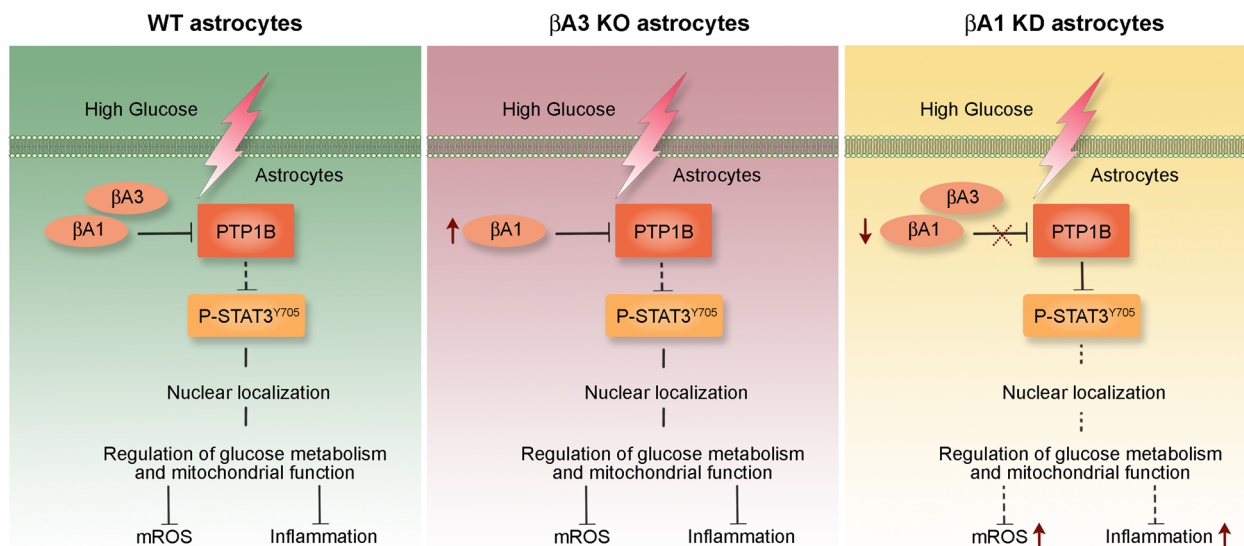 WT astrocytes
High Glucose
Astrocytes
βA3
βA1
PTP1B
P-STAT3Y705
Nuclear localization
Regulation of glucose metabolism
and mitochondrial function
mROS
Inflammation
βA3 KO astrocytes
High Glucose
Astrocytes
βA1
PTP1B
P-STAT3Y705
Nuclear localization
Regulation of glucose metabolism
and mitochondrial function
mROS
Inflammation
βA1 KD astrocytes
High Glucose
Astrocytes
βA3
βA1
PTP1B
P-STAT3Y705
Nuclear localization
Regulation of glucose metabolism
and mitochondrial function
mROS
Inflammation